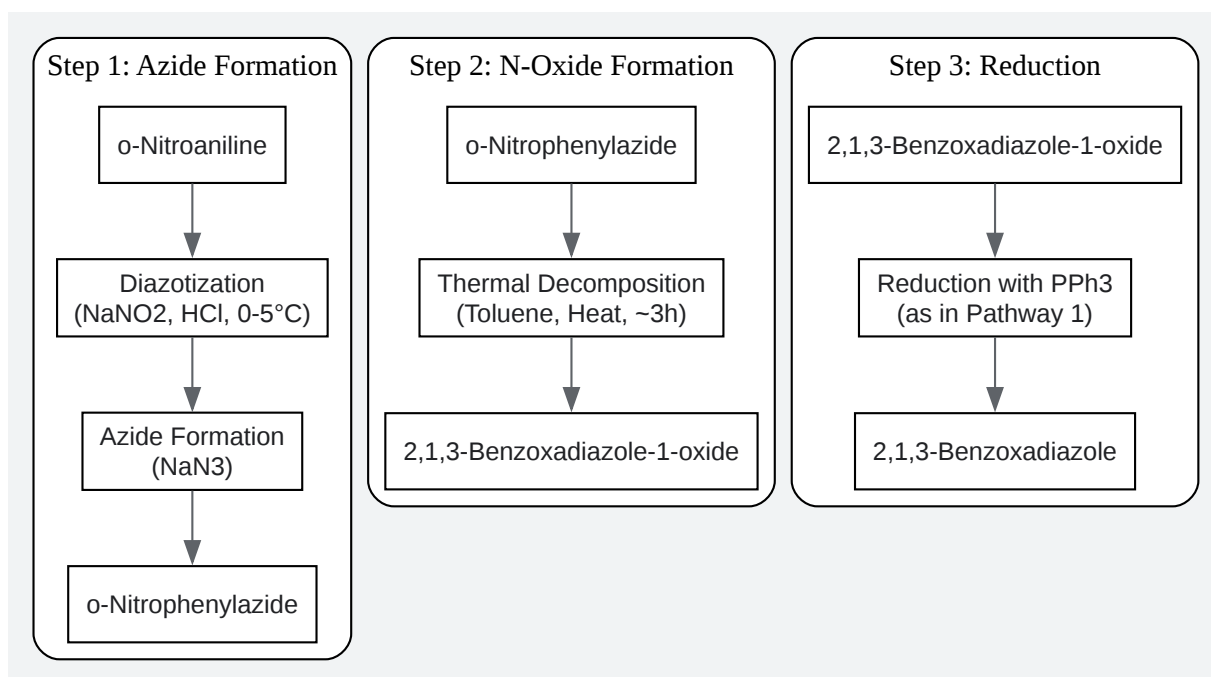 Step 1: Azide Formation
o-Nitroaniline
Diazotization
(NaNO2, HCl, 0-5°C)
Azide Formation
(NaN3)
o-Nitrophenylazide
Step 2: N-Oxide Formation
o-Nitrophenylazide
Thermal Decomposition
(Toluene, Heat, ~3h)
2,1,3-Benzoxadiazole-1-oxide
Step 3: Reduction
2,1,3-Benzoxadiazole-1-oxide
Reduction with PPh3
(as in Pathway 1)
2,1,3-Benzoxadiazole